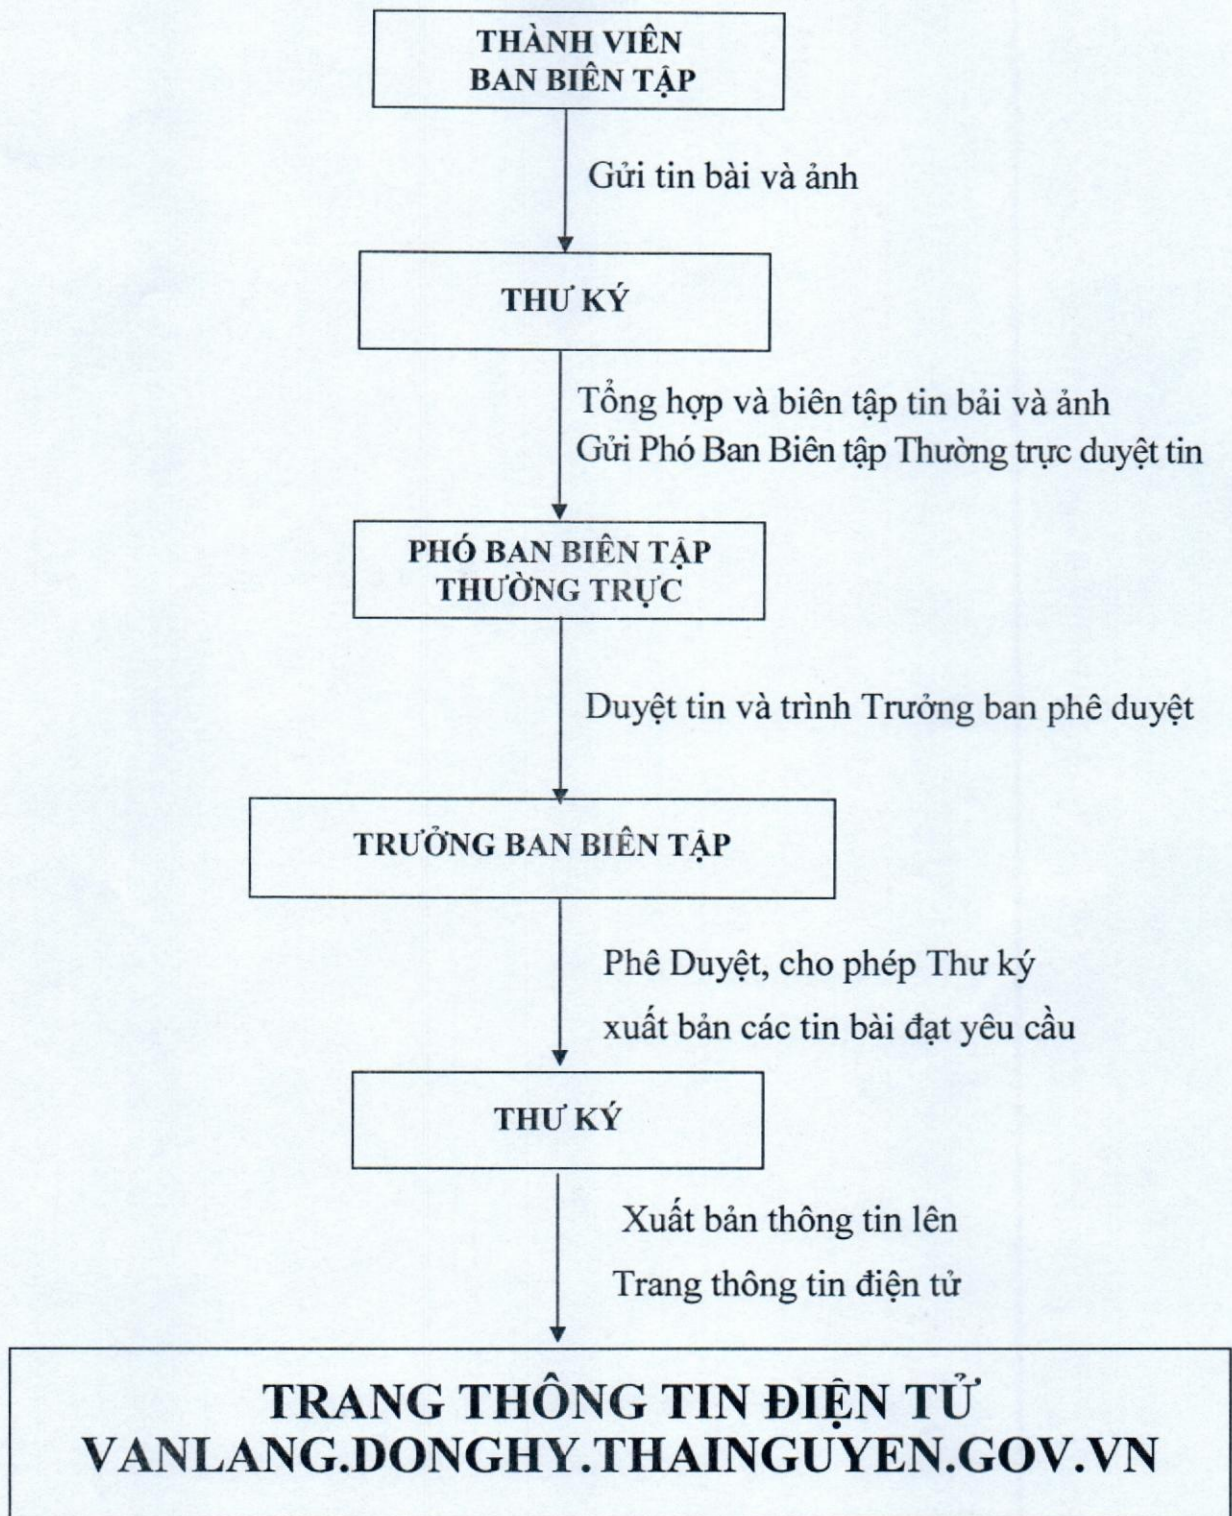 THÀNH VIÊN
BAN BIÊN TẬP
Gửi tin bài và ảnh
THƯ KÝ
Tổng hợp và biên tập tin bải và ảnh
Gửi Phó Ban Biên tập Thường trực duyệt tin
PHÓ BAN BIÊN TẬP
THƯỜNG TRỰC
Duyệt tin và trình Trưởng ban phê duyệt
TRƯỞNG BAN BIÊN TẬP
Phê Duyệt, cho phép Thư ký
xuất bản các tin bài đạt yêu cầu
THƯ KÝ
Xuất bản thông tin lên
Trang thông tin điện tử
TRANG THÔNG TIN ĐIỆN TỬ
VANLANG.DONGHY.THAINGUYEN.GOV.VN